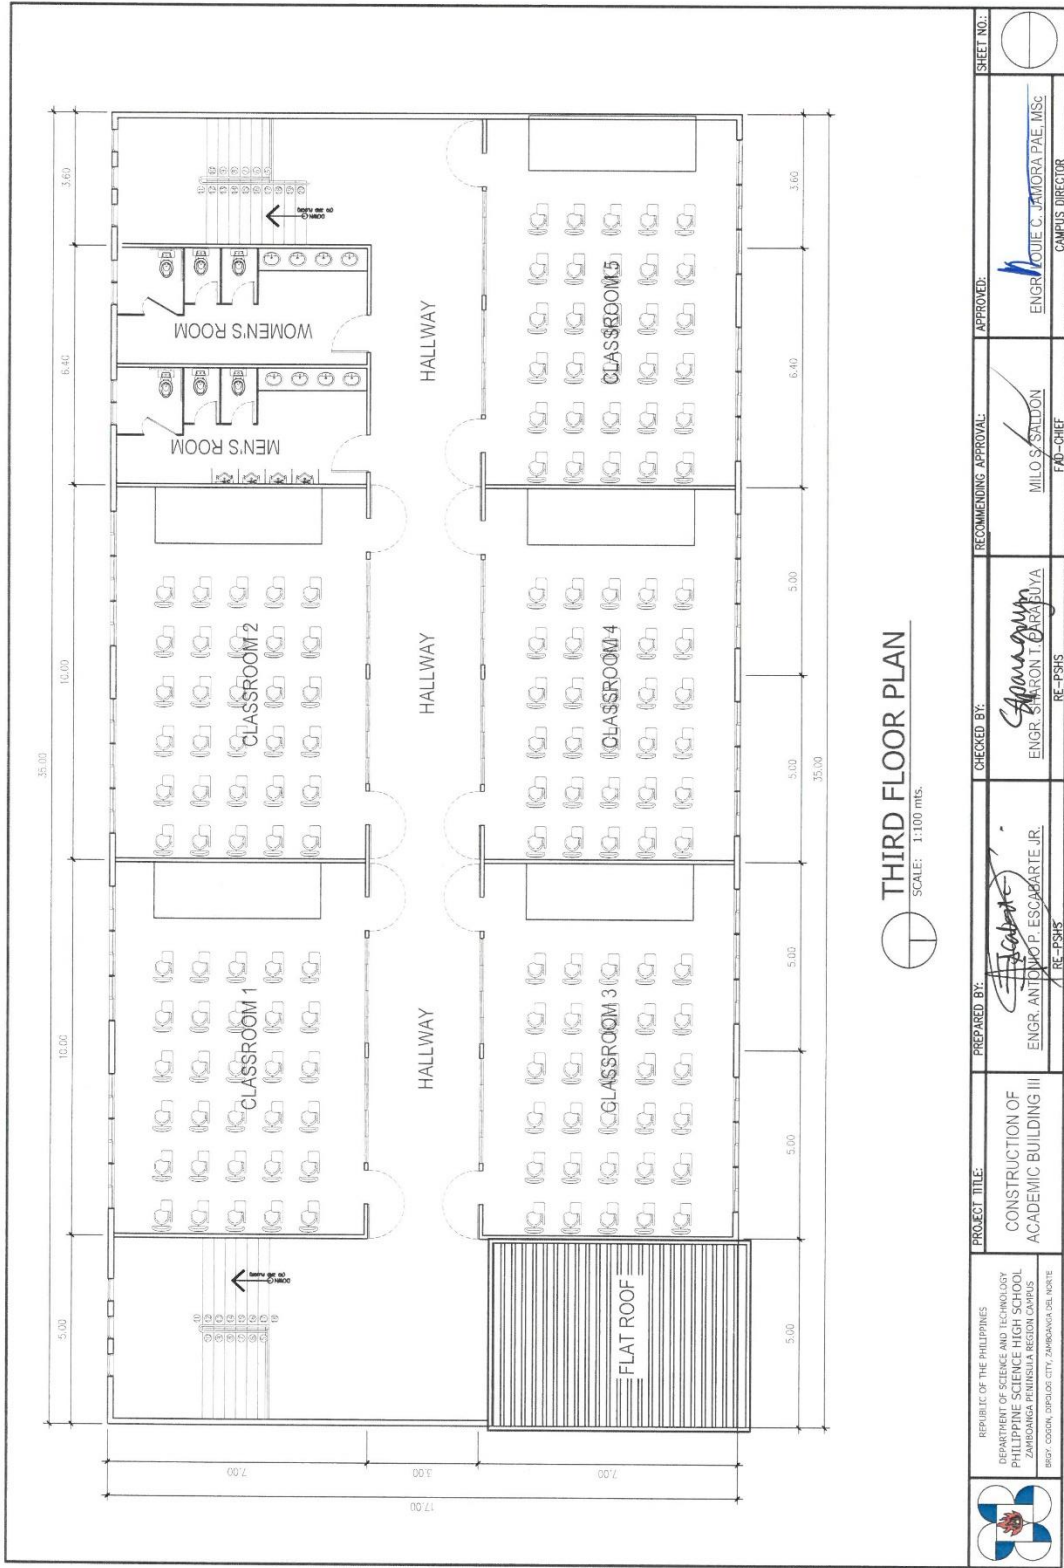 35.00
5.00
10.00
10.00
6.40
3.60
17.00
7.00
3.00
7.00
DOWN
CLASSROOM 1
CLASSROOM 2
MEN'S ROOM
WOMEN'S ROOM
DOWN
HALLWAY
HALLWAY
HALLWAY
FLAT ROOF
CLASSROOM 3
CLASSROOM 4
CLASSROOM 5
5.00
5.00
5.00
5.00
5.00
6.40
3.60
35.00
THIRD FLOOR PLAN
SCALE: 1:100 mts.
REPUBLIC OF THE PHILIPPINES
DEPARTMENT OF SCIENCE AND TECHNOLOGY
PHILIPPINE SCIENCE HIGH SCHOOL
ZAMBOANGA PENINSULA REGION CAMPUS
BRGY. COGON, DIPOLOG CITY, ZAMBOANGA DEL NORTE
PROJECT TITLE:
CONSTRUCTION OF
ACADEMIC BUILDING III
PREPARED BY:
ENGR. ANTONIO P. ESCABARTE JR.
RE-PSHS
CHECKED BY:
ENGR. SHARON T. PARAGUYA
RE-PSHS
RECOMMENDING APPROVAL:
MILO S. SALDON
FAD-CHIEF
APPROVED:
ENGR. LOUIE C. JAMORA PAE, MSc
CAMPUS DIRECTOR
SHEET NO.: